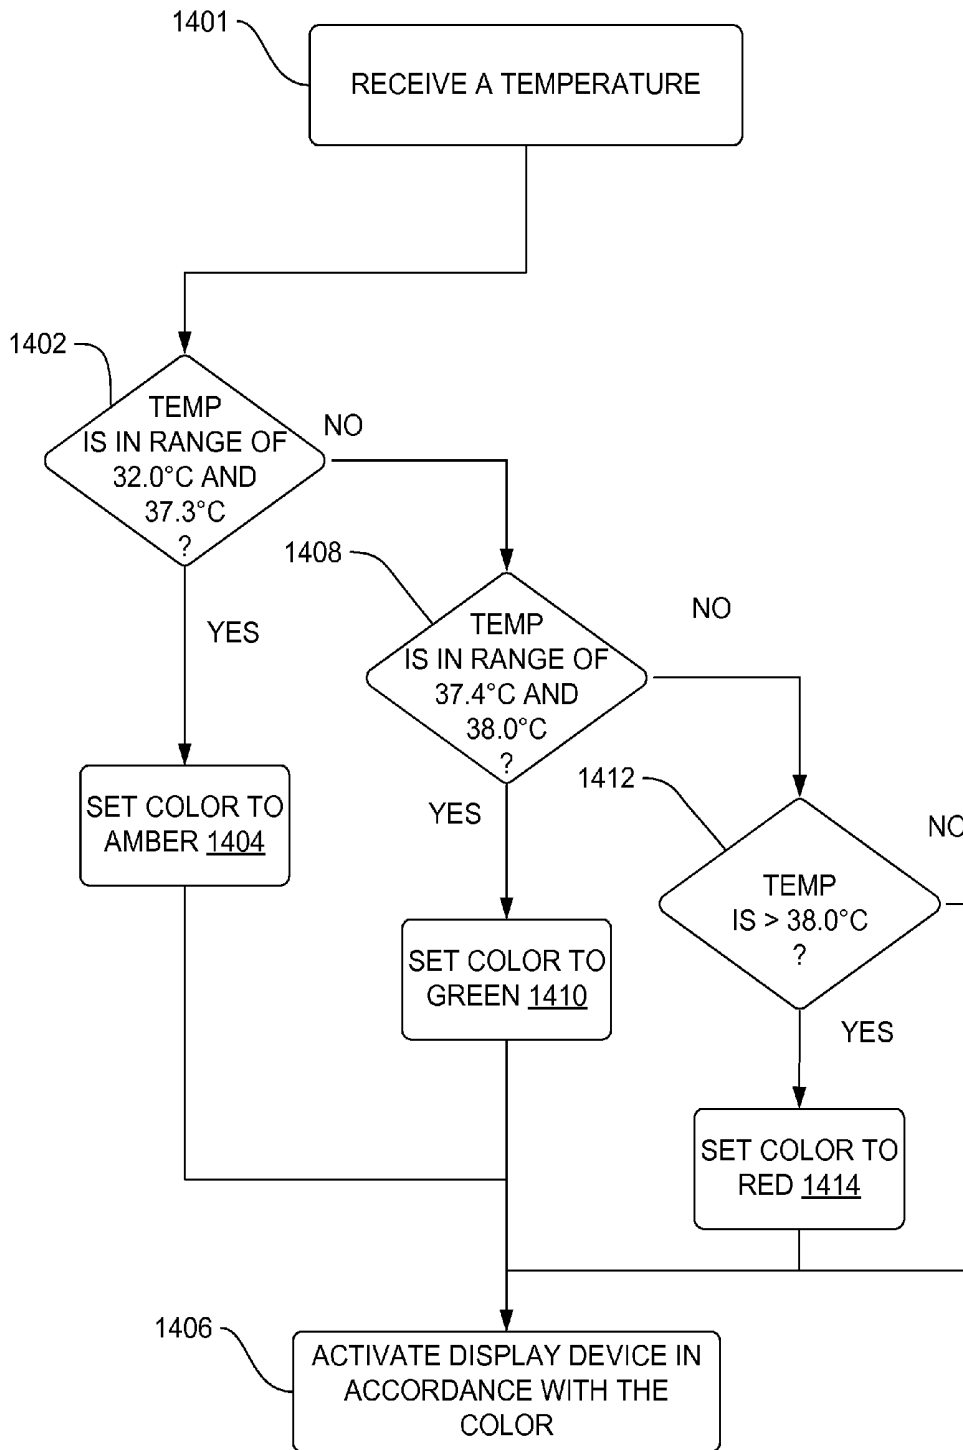 1401
RECEIVE A TEMPERATURE
1402
TEMP
IS IN RANGE OF
32.0°C AND
37.3°C
?
NO
YES
1408
TEMP
IS IN RANGE OF
37.4°C AND
38.0°C
?
NO
YES
SET COLOR TO
AMBER 1404
1412
TEMP
IS > 38.0°C
?
NO
YES
SET COLOR TO
GREEN 1410
SET COLOR TO
RED 1414
1406
ACTIVATE DISPLAY DEVICE IN
ACCORDANCE WITH THE
COLOR